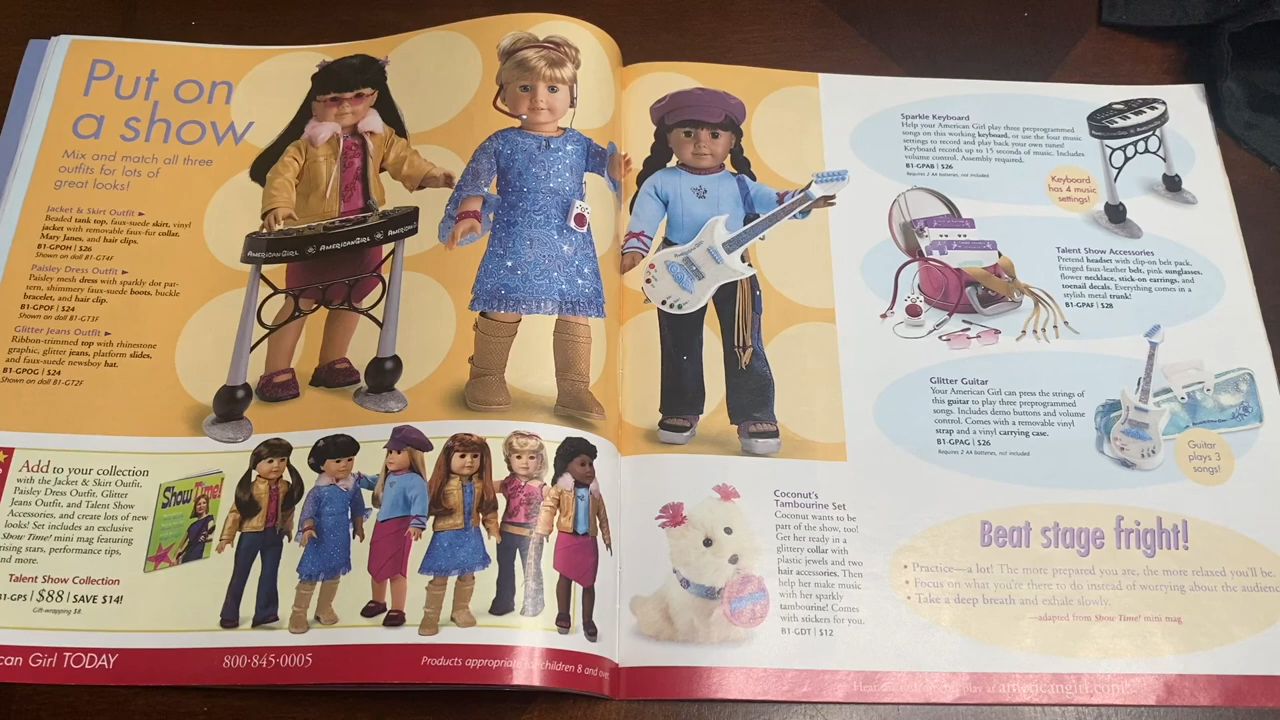 Put on
a show
Mix and match all three
outfits for lots of
great looks!
Jacket & Skirt Outfit ►
Beaded tank top, faux-suede skirt, vinyl
jacket with removable faux-fur collar,
Mary Janes, and hair clips.
B1-GPOH | $26
Shown on doll B1-GT4F
Paisley Dress Outfit ►
Paisley mesh dress with sparkly dot pat-
tern, shimmery faux-suede boots, buckle
bracelet, and hair clip.
B1-GPOF | $24
Shown on doll B1-GT3F
Glitter Jeans Outfit ►
Ribbon-trimmed top with rhinestone
graphic, glitter jeans, platform slides,
and faux-suede newsboy hat.
B1-GPOG | $24
Shown on doll B1-GT2F
AMERICAN GIRL AMERICAN GIRL AMERICAN
Add to your collection
with the Jacket & Skirt Outfit,
Paisley Dress Outfit, Glitter
Jeans Outfit, and Talent Show
Accessories, and create lots of new
looks! Set includes an exclusive
Show Time! mini mag featuring
rising stars, performance tips,
and more.
Talent Show Collection
B1-GPS | $88 | SAVE $14!
Gift-wrapping $8.
Show Time!
can Girl TODAY
800·845·0005
Products appropriate for children 8 and over.
Sparkle Keyboard
Help your American Girl play three preprogrammed
songs on this working keyboard, or use the four music
settings to record and play back your own tunes!
Keyboard records up to 15 seconds of music. Includes
volume control. Assembly required.
B1-GPAB | $26
Requires 2 AA batteries, not included.
Keyboard
has 4 music
settings!
Talent Show Accessories
Pretend headset with clip-on belt pack,
fringed faux-leather belt, pink sunglasses,
flower necklace, stick-on earrings, and
toenail decals. Everything comes in a
stylish metal trunk!
B1-GPAF | $28
Glitter Guitar
Your American Girl can press the strings of
this guitar to play three preprogrammed
songs. Includes demo buttons and volume
control. Comes with a removable vinyl
strap and a vinyl carrying case.
B1-GPAG | $26
Requires 2 AA batteries, not included.
Guitar
plays 3
songs!
Coconut's
Tambourine Set
Coconut wants to be
part of the show, too!
Get her ready in a
glittery collar with
plastic jewels and two
hair accessories. Then
help her make music
with her sparkly
tambourine! Comes
with stickers for you.
B1-GDT | $12
Beat stage fright!
• Practice—a lot! The more prepared you are, the more relaxed you'll be.
• Focus on what you're there to do instead of worrying about the audience
• Take a deep breath and exhale slowly.
—adapted from Show Time! mini mag
play at americangirl.com!